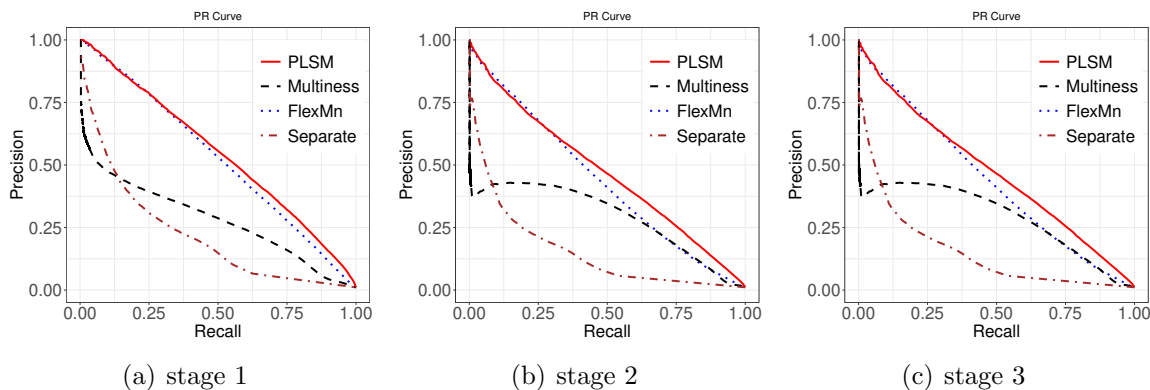 PR Curve
1.00
0.75
0.50
0.25
0.00
Precision
PLSM
Multiness
FlexMn
Separate
0.00 0.25 0.50 0.75 1.00
Recall
(a) stage 1
PR Curve
1.00
0.75
0.50
0.25
0.00
Precision
PLSM
Multiness
FlexMn
Separate
0.00 0.25 0.50 0.75 1.00
Recall
(b) stage 2
PR Curve
1.00
0.75
0.50
0.25
0.00
Precision
PLSM
Multiness
FlexMn
Separate
0.00 0.25 0.50 0.75 1.00
Recall
(c) stage 3